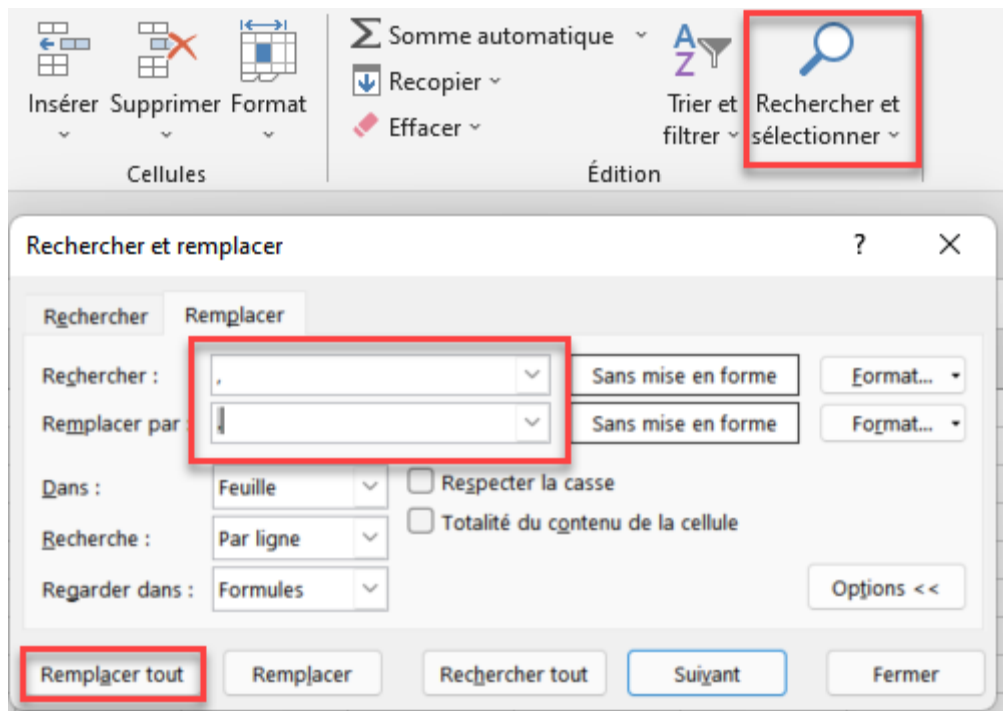 Somme automatique
Recopier
Effacer
Insérer Supprimer Format
Trier et
filtrer
Rechercher et
sélectionner
Cellules
Édition
Rechercher et remplacer
?
Rechercher
Remplacer
Rechercher : , Sans mise en forme Format...
Remplacer par : . Sans mise en forme Format...
Dans : Feuille
Respecter la casse
Totalité du contenu de la cellule
Recherche : Par ligne
Regarder dans : Formules
Options <<
Remplacer tout Remplacer Rechercher tout Suivant Fermer